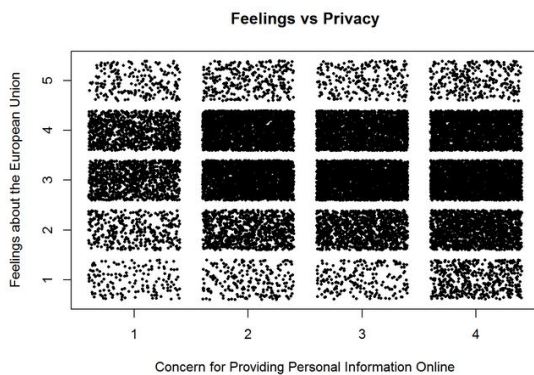 Feelings vs Privacy
Feelings about the European Union
5
4
3
2
1
1 2 3 4
Concern for Providing Personal Information Online